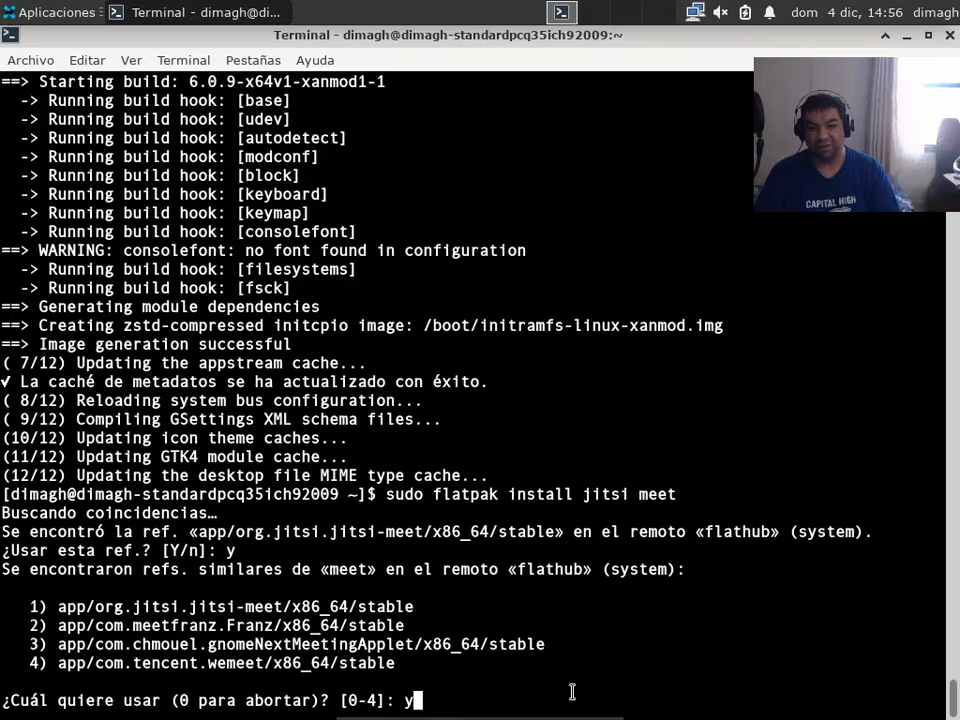 Aplicaciones
Terminal - dimagh@di...
dom 4 dic, 14:56
dimagh
Terminal - dimagh@dimagh-standardpcq35ich92009:~
Archivo Editar Ver Terminal Pestañas Ayuda
==> Starting build: 6.0.9-x64v1-xanmod1-1
-> Running build hook: [base]
-> Running build hook: [udev]
-> Running build hook: [autodetect]
-> Running build hook: [modconf]
-> Running build hook: [block]
-> Running build hook: [keyboard]
-> Running build hook: [keymap]
-> Running build hook: [consolefont]
==> WARNING: consolefont: no font found in configuration
-> Running build hook: [filesystems]
-> Running build hook: [fsck]
==> Generating module dependencies
==> Creating zstd-compressed initcpio image: /boot/initramfs-linux-xanmod.img
==> Image generation successful
( 7/12) Updating the appstream cache...
✔ La caché de metadatos se ha actualizado con éxito.
( 8/12) Reloading system bus configuration...
( 9/12) Compiling GSettings XML schema files...
(10/12) Updating icon theme caches...
(11/12) Updating GTK4 module cache...
(12/12) Updating the desktop file MIME type cache...
[dimagh@dimagh-standardpcq35ich92009 ~]$ sudo flatpak install jitsi meet
Buscando coincidencias…
Se encontró la ref. «app/org.jitsi.jitsi-meet/x86_64/stable» en el remoto «flathub» (system).
¿Usar esta ref.? [Y/n]: y
Se encontraron refs. similares de «meet» en el remoto «flathub» (system):
1) app/org.jitsi.jitsi-meet/x86_64/stable
2) app/com.meetfranz.Franz/x86_64/stable
3) app/com.chmouel.gnomeNextMeetingApplet/x86_64/stable
4) app/com.tencent.wemeet/x86_64/stable
¿Cuál quiere usar (0 para abortar)? [0-4]: y
CAPITAL HIGH